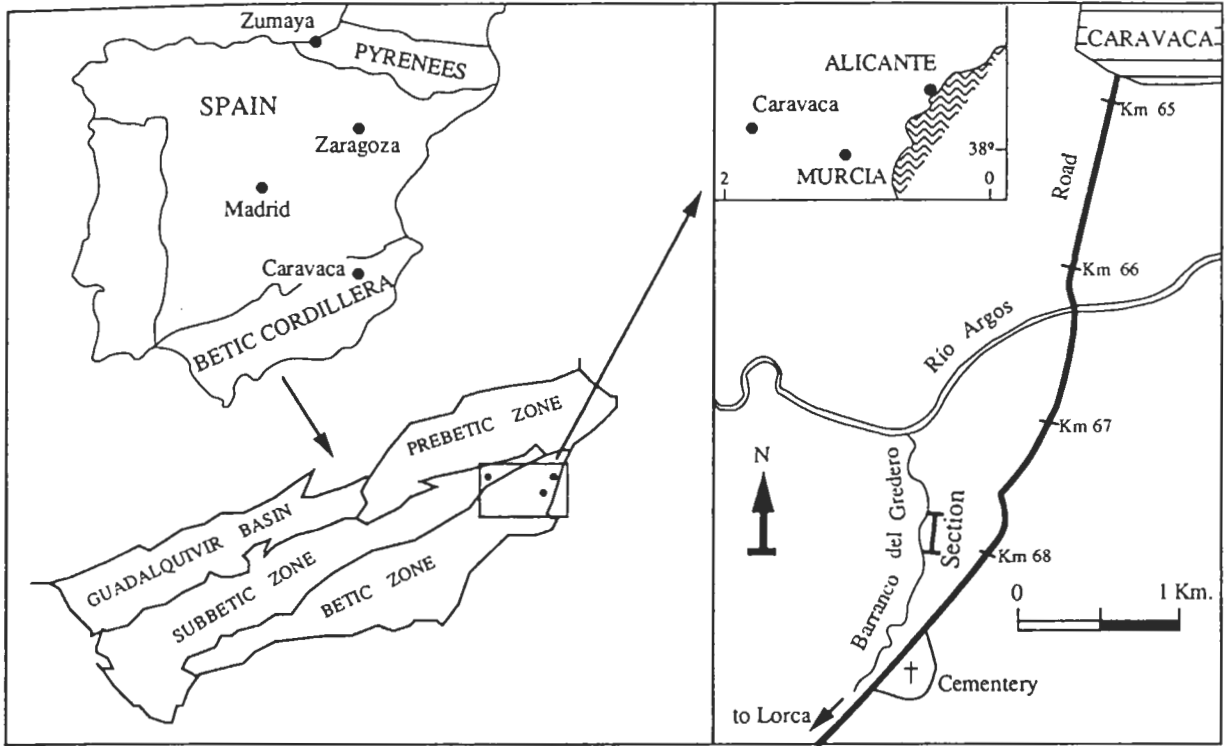 Zumaya
PYRENEES
SPAIN
Zaragoza
Madrid
Caravaca
BETIC CORDILLERA
PREBETIC ZONE
GUADALQUTVIR BASIN
SUBBETIC ZONE
BETIC ZONE
ALICANTE
Caravaca
MURCIA
38°
2
0
CARAVACA
Km 65
Road
Km 66
Río Argos
Km 67
N
Barranco del Gredero
Section
Km 68
0 1 Km.
Cementery
to Lorca